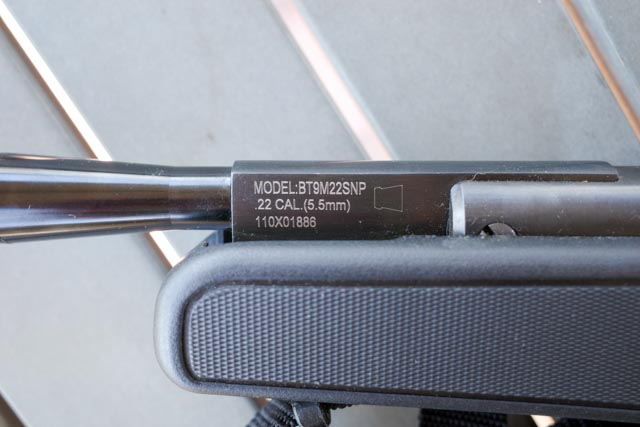 MODEL:BT9M22SNP
.22 CAL.(5.5mm)
110X01886